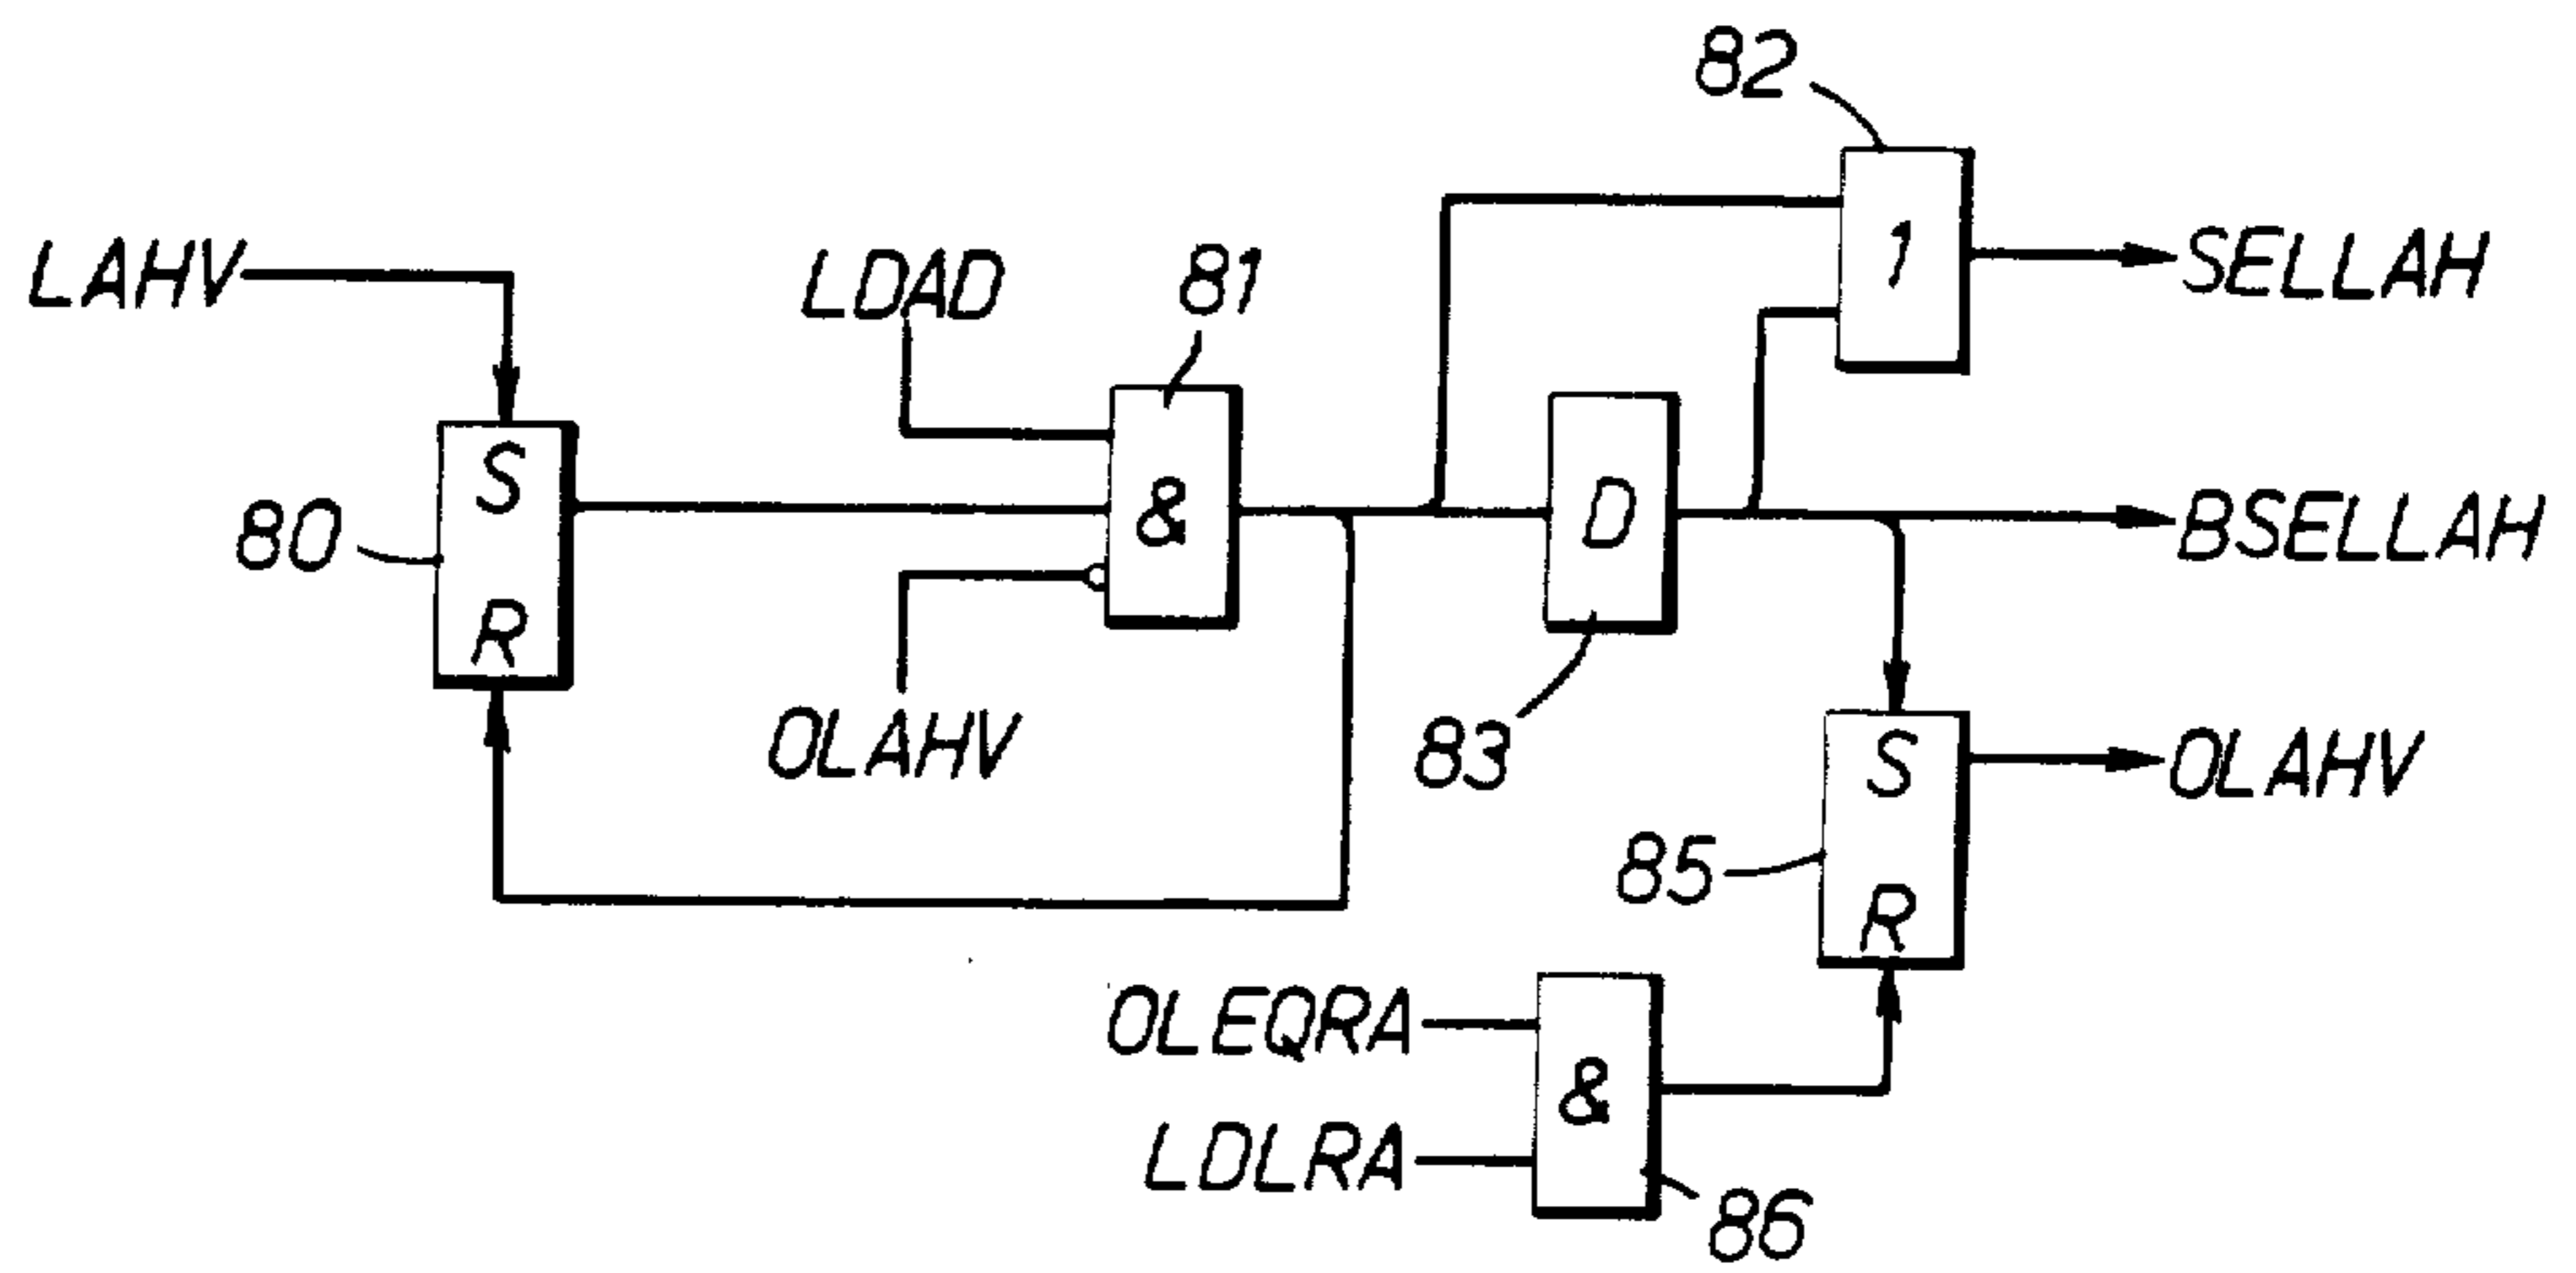 82
LAHV
LDAD
81
1
SELLAH
S
R
80
&
D
BSELLAH
OLAHV
83
S
R
OLAHV
85
OLEQRA
LDLRA
&
86